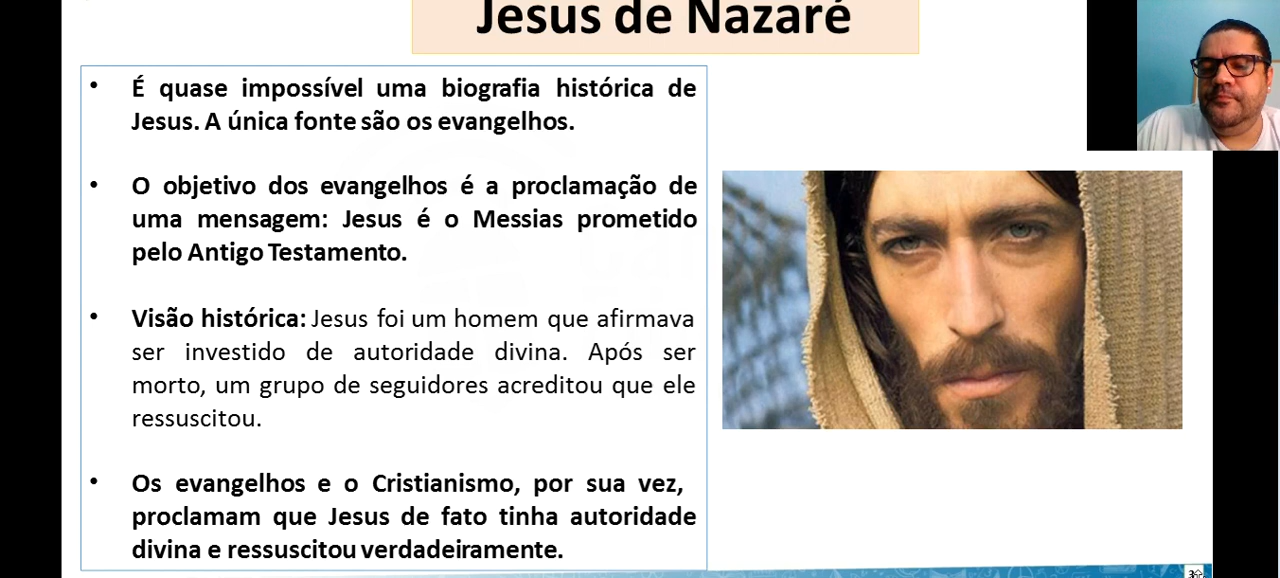 Jesus de Nazaré
• É quase impossível uma biografia histórica de
Jesus. A única fonte são os evangelhos.
• O objetivo dos evangelhos é a proclamação de
uma mensagem: Jesus é o Messias prometido
pelo Antigo Testamento.
• Visão histórica: Jesus foi um homem que afirmava
ser investido de autoridade divina. Após ser
morto, um grupo de seguidores acreditou que ele
ressuscitou.
• Os evangelhos e o Cristianismo, por sua vez,
proclamam que Jesus de fato tinha autoridade
divina e ressuscitou verdadeiramente.